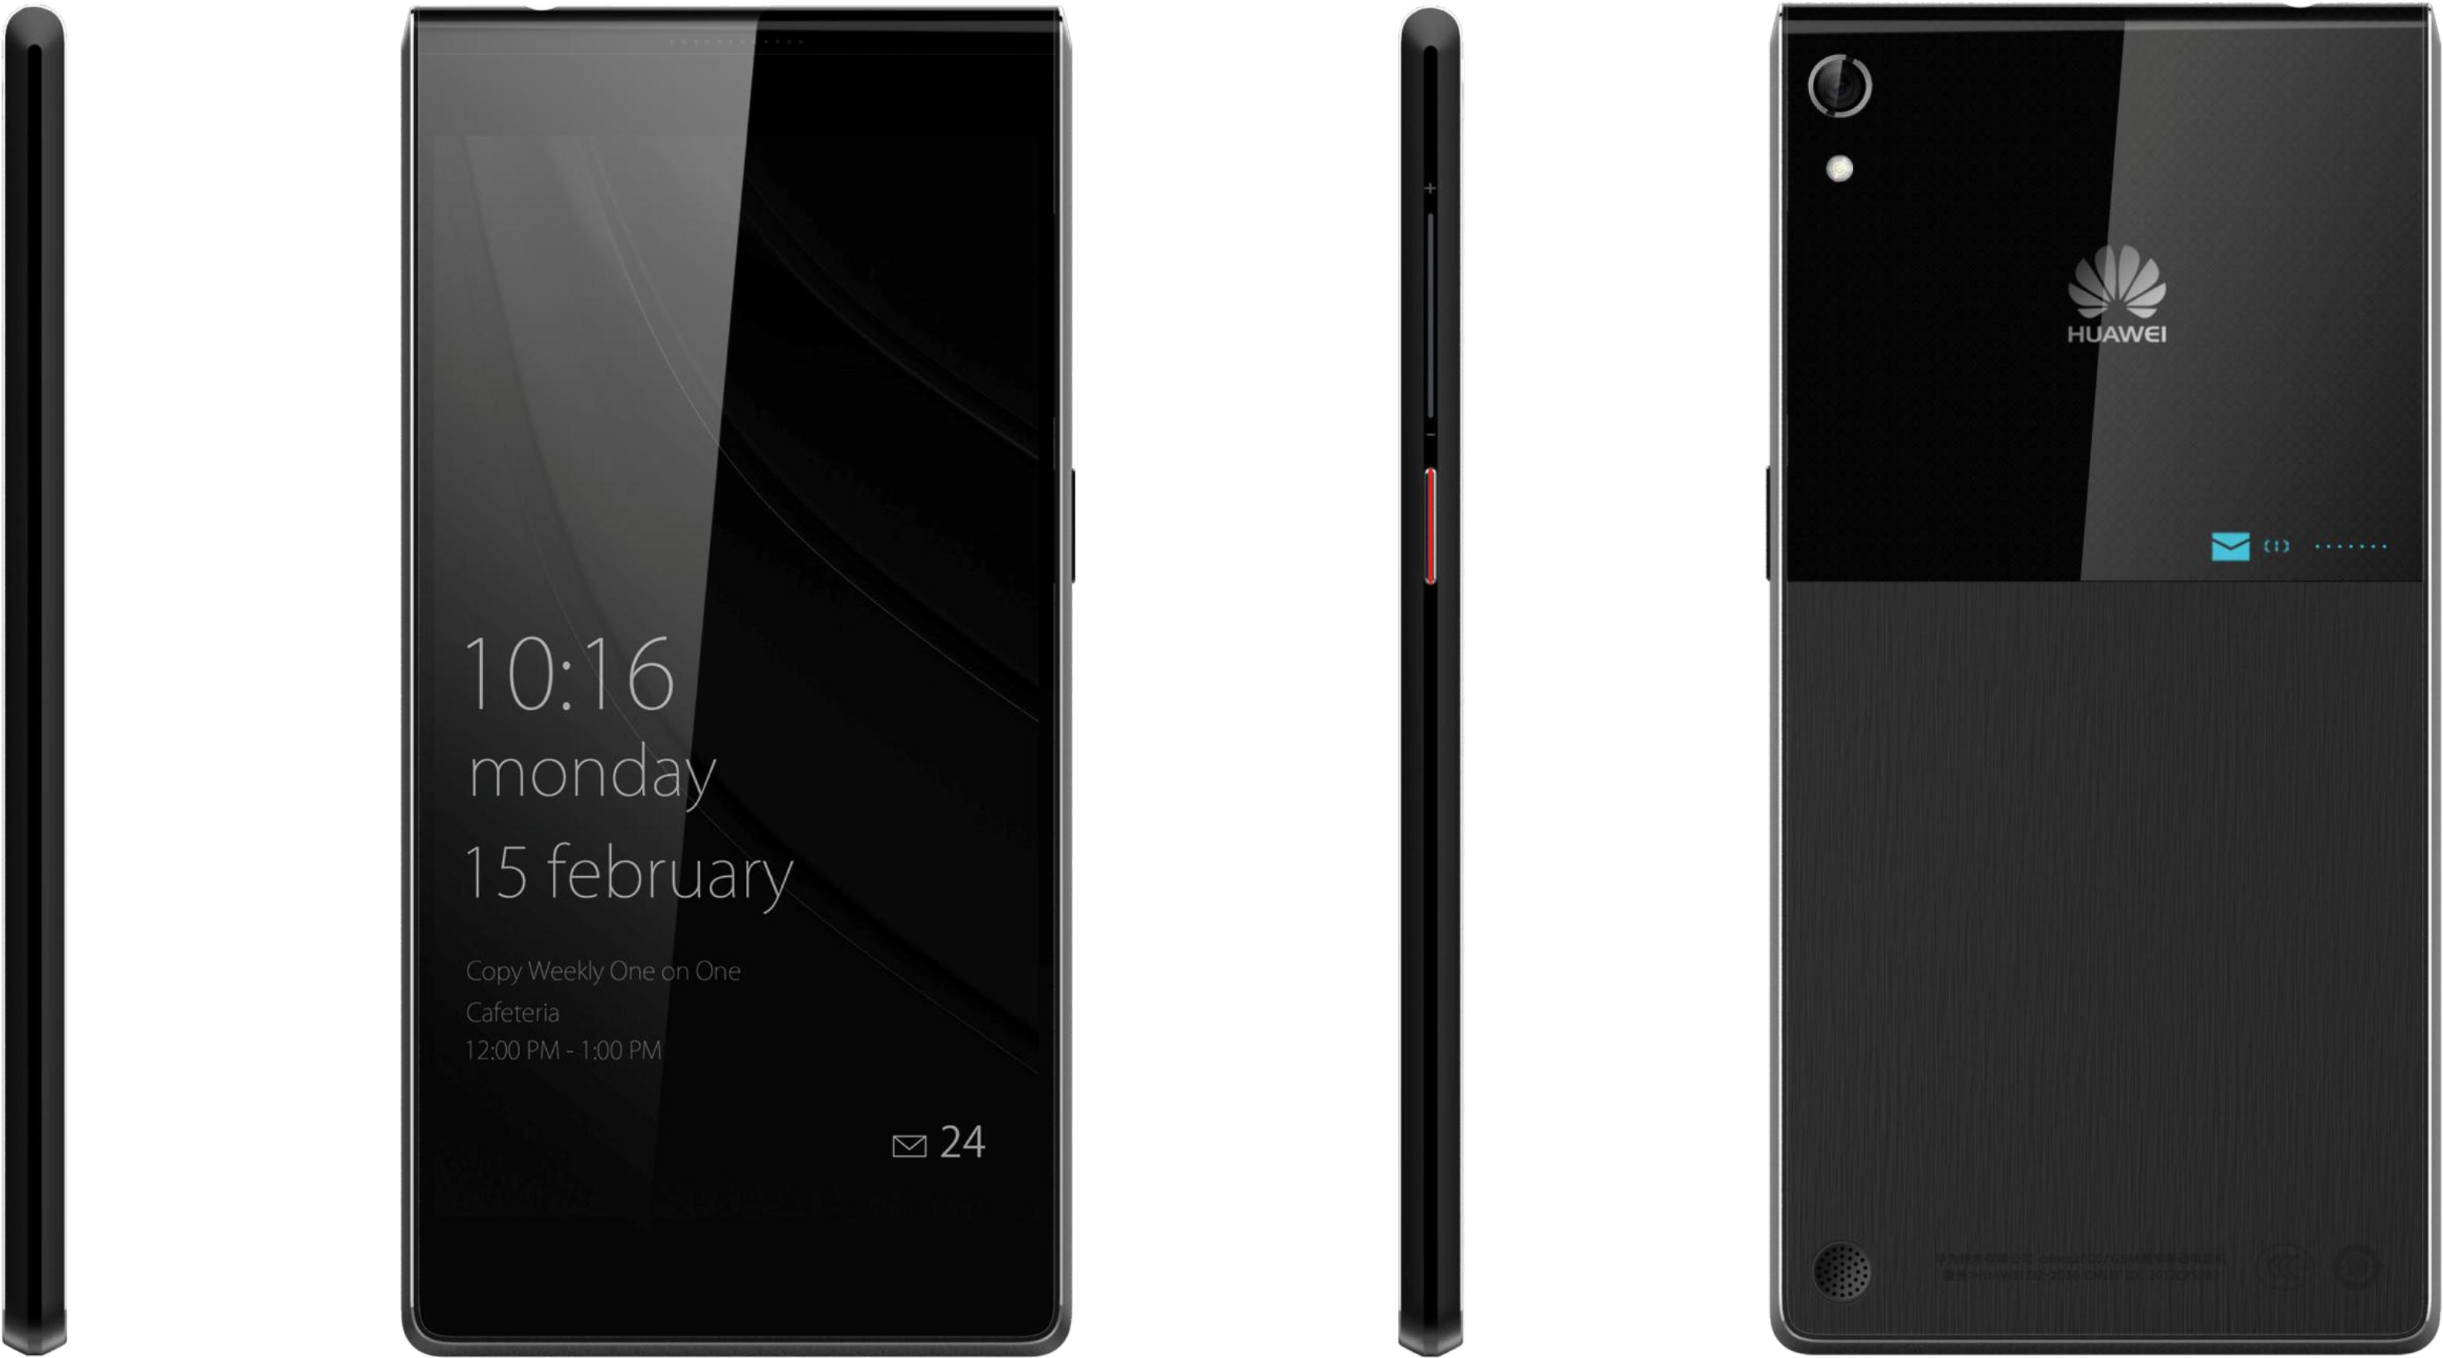 10:16
monday
15 february
Copy Weekly One on One
Cafeteria
12:00 PM - 1:00 PM
24
+
-
HUAWEI
(1)